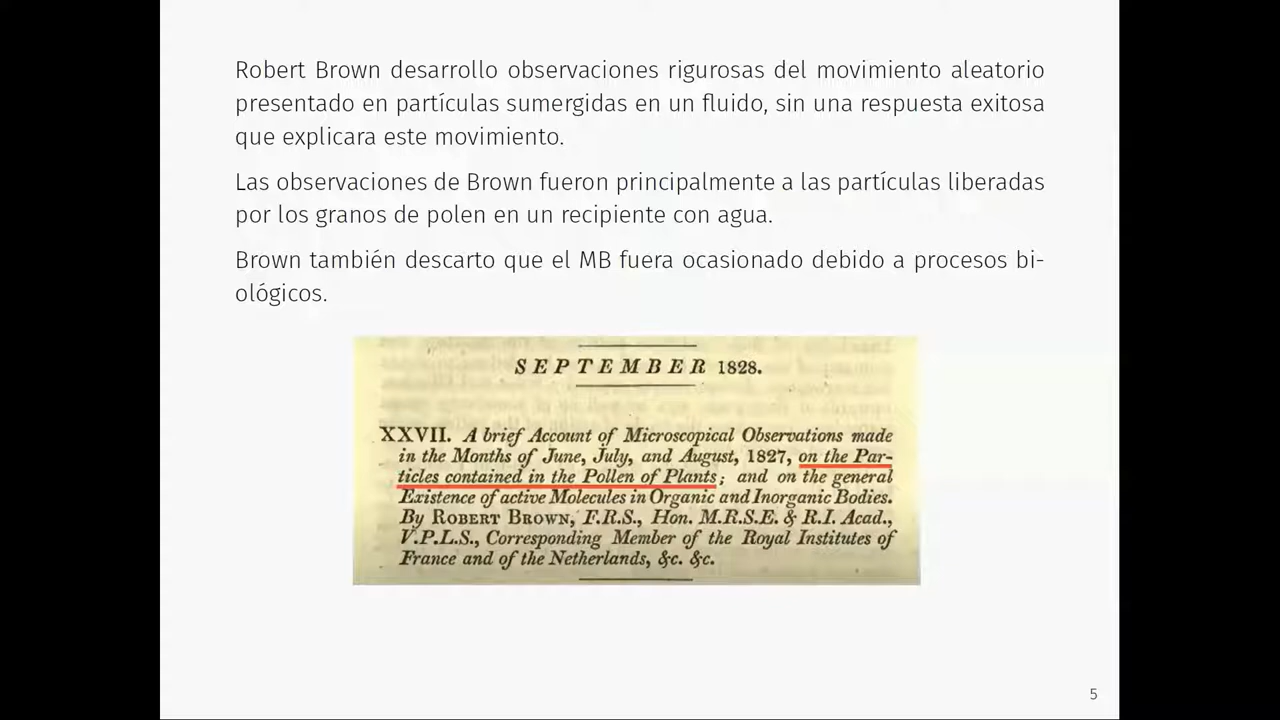 Robert Brown desarrollo observaciones rigurosas del movimiento aleatorio
presentado en partículas sumergidas en un fluido, sin una respuesta exitosa
que explicara este movimiento.
Las observaciones de Brown fueron principalmente a las partículas liberadas
por los granos de polen en un recipiente con agua.
Brown también descarto que el MB fuera ocasionado debido a procesos bi-
ológicos.
SEPTEMBER 1828.
XXVII. A brief Account of Microscopical Observations made
in the Months of June, July, and August, 1827, on the Par-
ticles contained in the Pollen of Plants; and on the general
Existence of active Molecules in Organic and Inorganic Bodies.
By ROBERT BROWN, F.R.S., Hon. M.R.S.E. & R.I. Acad.,
V.P.L.S., Corresponding Member of the Royal Institutes of
France and of the Netherlands, &c. &c.
5